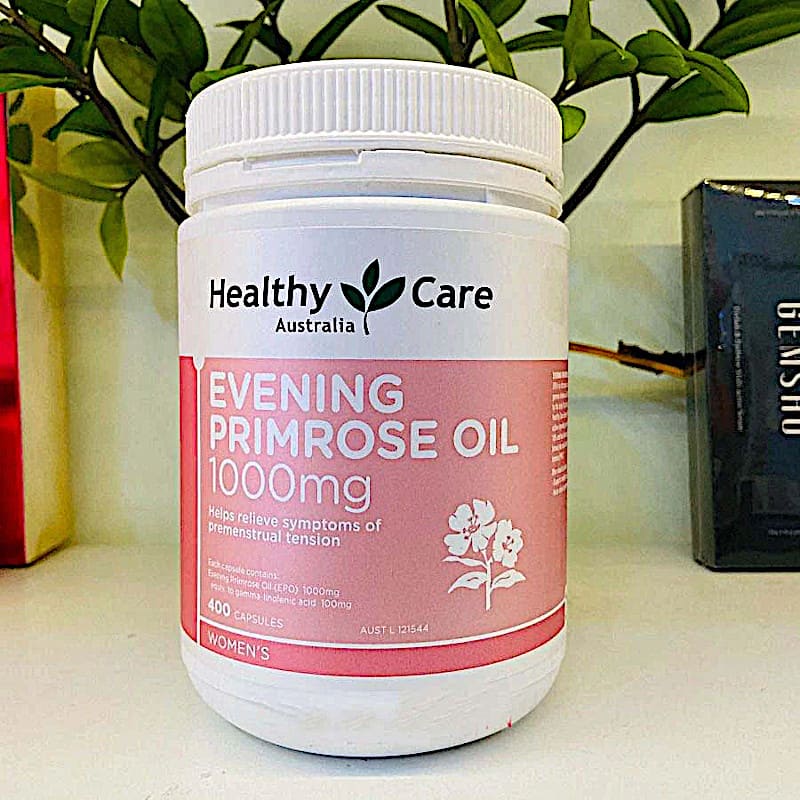 Healthy Care
Australia
EVENING
PRIMROSE OIL
1000mg
Helps relieve symptoms of
premenstrual tension
Each capsule contains:
Evening Primrose Oil (EPO) 1000mg
equiv. to gamma-linolenic acid 100mg
400 CAPSULES
AUST L 121544
WOMEN'S
GENSHO